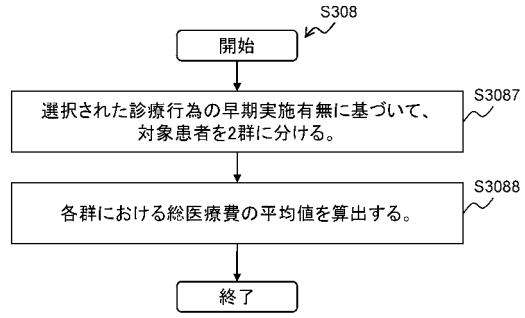 S308
開始
S3087
選択された診療行為の早期実施有無に基づいて、
対象患者を2群に分ける。
S3088
各群における総医療費の平均値を算出する。
終了